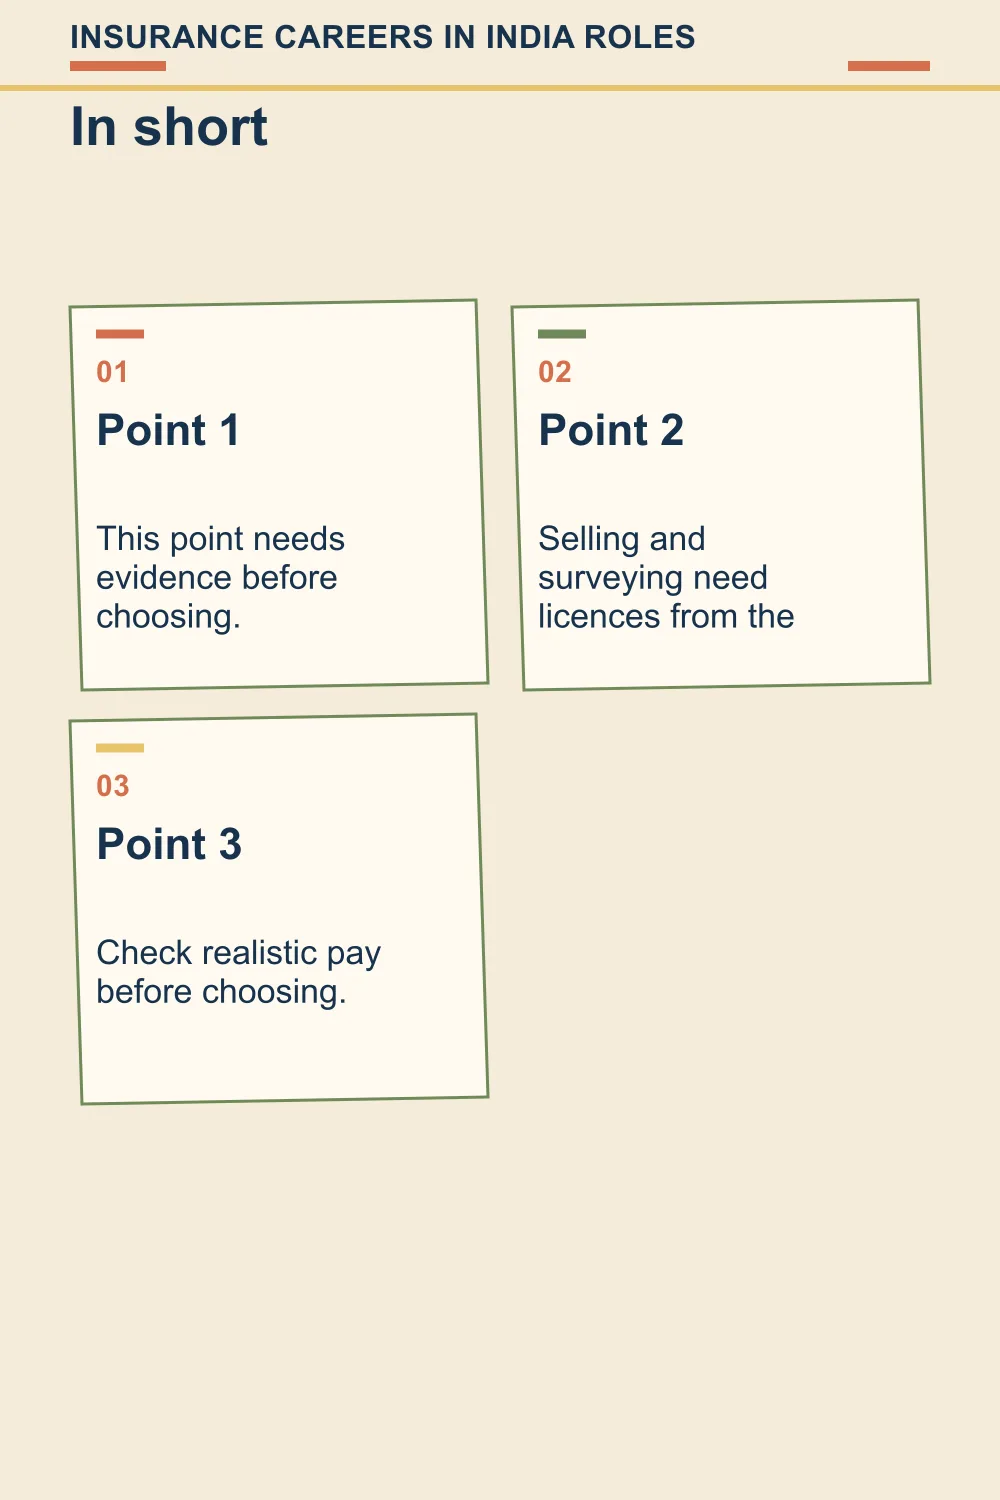 INSURANCE CAREERS IN INDIA ROLES
In short
01
Point 1
This point needs
evidence before
choosing.
02
Point 2
Selling and
surveying need
licences from the
03
Point 3
Check realistic pay
before choosing.